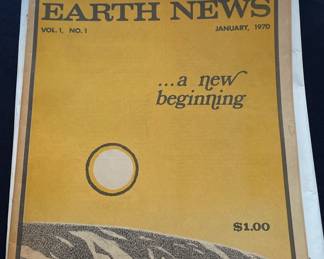 EARTH NEWS
VOL. 1, NO. 1 JANUARY, 1970
...a new
beginning
$1.00